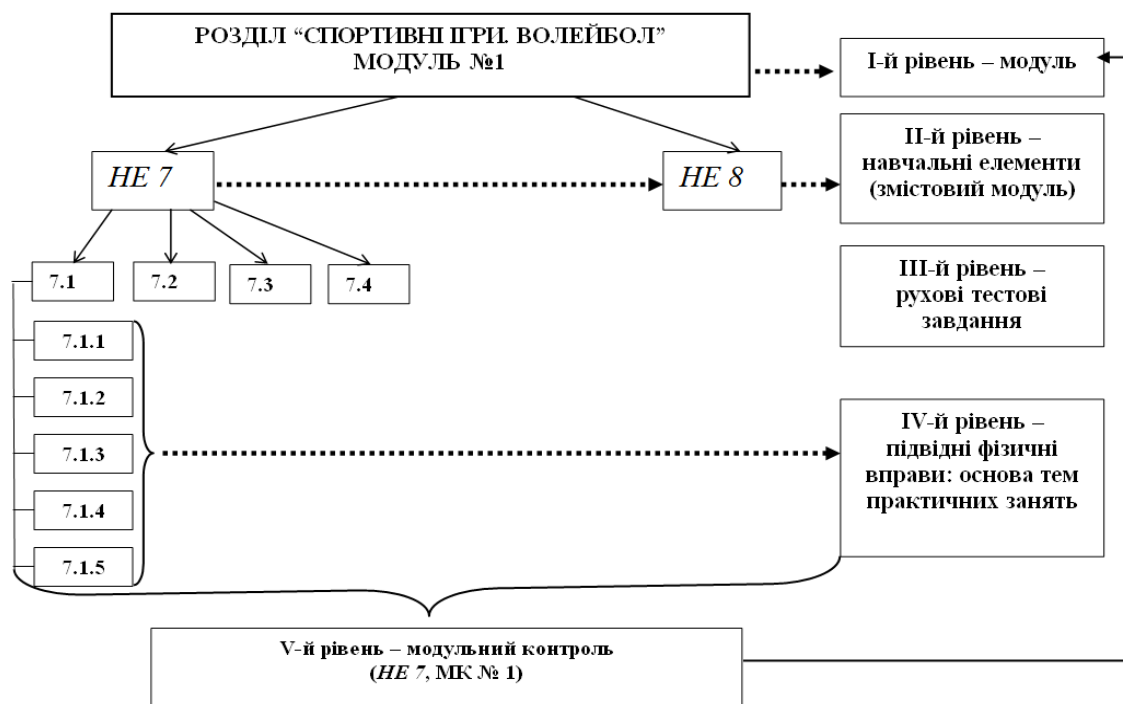 РОЗДІЛ “СПОРТИВНІ ІГРИ. ВОЛЕЙБОЛ”
МОДУЛЬ №1
І-й рівень – модуль
ІІ-й рівень –
навчальні елементи
(змістовий модуль)
НЕ 7
НЕ 8
7.1
7.2
7.3
7.4
ІІІ-й рівень –
рухові тестові
завдання
7.1.1
7.1.2
7.1.3
7.1.4
7.1.5
IV-й рівень –
підвідні фізичні
вправи: основа тем
практичних занять
V-й рівень – модульний контроль
(НЕ 7, МК № 1)